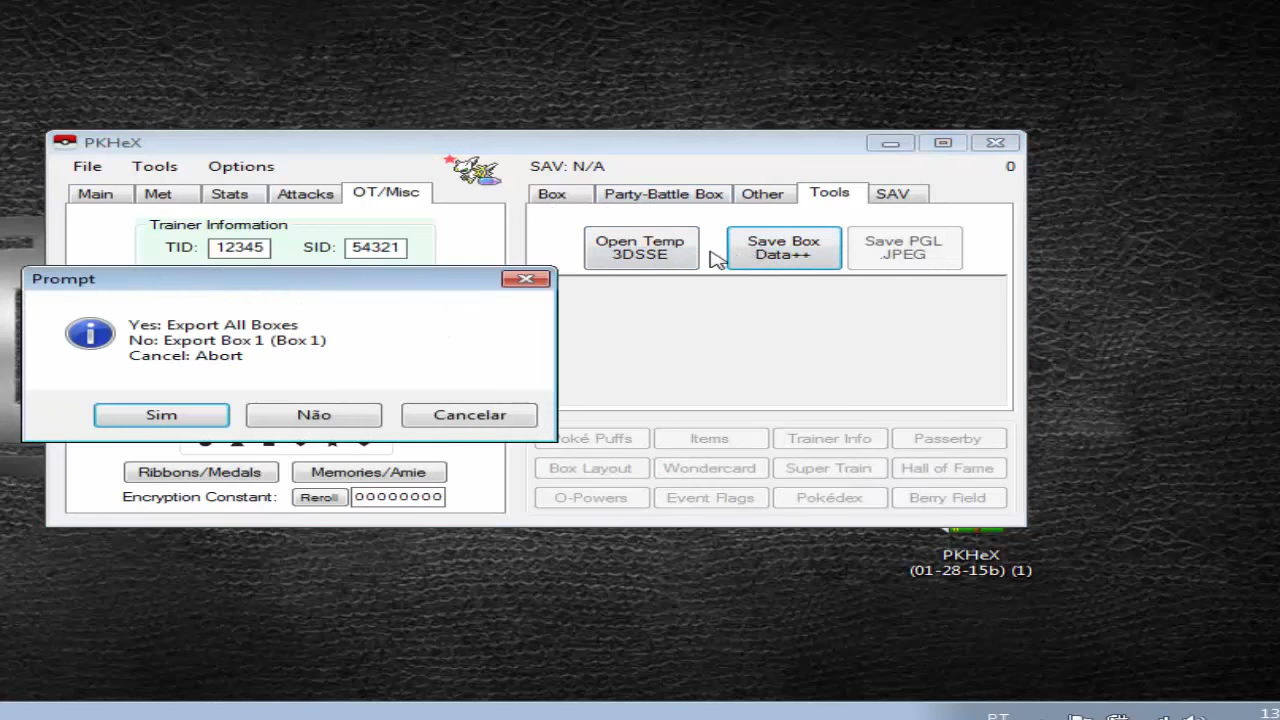 PKHeX
File Tools Options
SAV: N/A
0
Main Met Stats Attacks OT/Misc
Box Party-Battle Box Other Tools SAV
Trainer Information
TID: 12345 SID: 54321
Open Temp
3DSSE
Save Box
Data++
Save PGL
.JPEG
Prompt
Yes: Export All Boxes
No: Export Box 1 (Box 1)
Cancel: Abort
Sim Não Cancelar
Ribbons/Medals Memories/Amie
Encryption Constant: Reroll 00000000
Poké Puffs Items Trainer Info Passerby
Box Layout Wondercard Super Train Hall of Fame
O-Powers Event Flags Pokédex Berry Field
PKHeX
(01-28-15b) (1)
PT
13